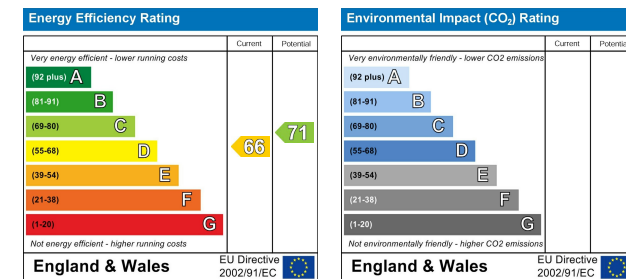 Energy Efficiency Rating
Current Potential
Very energy efficient - lower running costs
(92 plus) A
(81-91) B
(69-80) C
(55-68) D
(39-54) E
(21-38) F
(1-20) G
66
71
Not energy efficient - higher running costs
England & Wales
EU Directive
2002/91/EC
Environmental Impact (CO₂) Rating
Current Potential
Very environmentally friendly - lower CO2 emissions
(92 plus) A
(81-91) B
(69-80) C
(55-68) D
(39-54) E
(21-38) F
(1-20) G
Not environmentally friendly - higher CO2 emissions
England & Wales
EU Directive
2002/91/EC